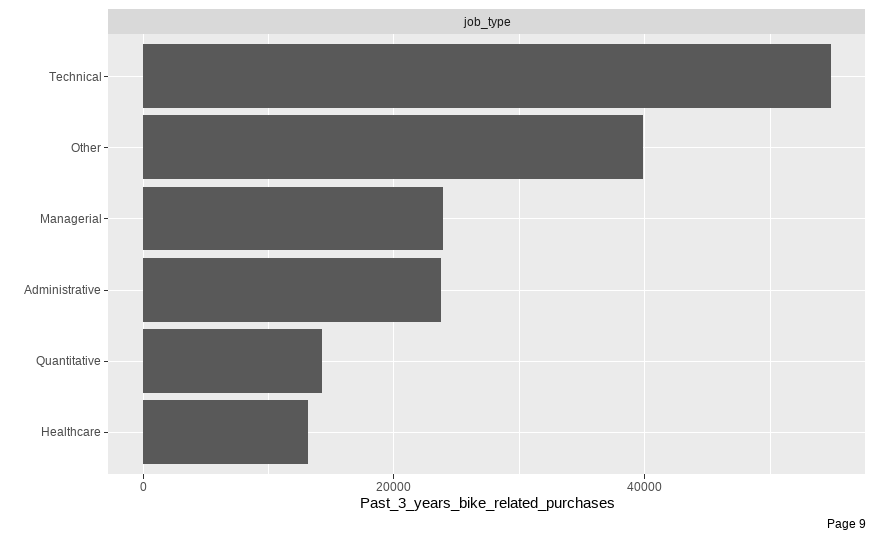 job_type
Technical
Other
Managerial
Administrative
Quantitative
Healthcare
0 20000 40000
Past_3_years_bike_related_purchases
Page 9